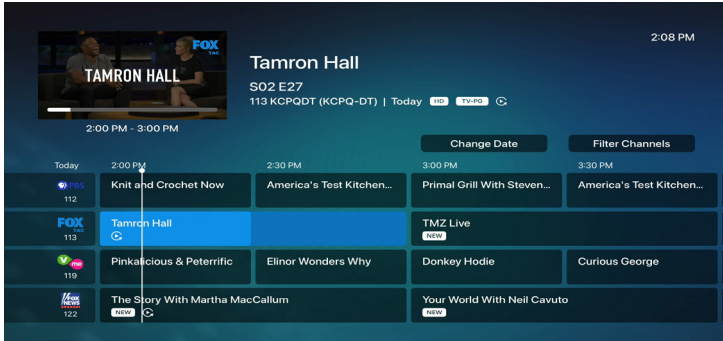 2:08 PM
FOX
TAC
TAMRON HALL
Tamron Hall
S02 E27
113 KCPQDT (KCPQ-DT) | Today HD TV-PG
2:00 PM - 3:00 PM
Change Date
Filter Channels
Today
2:00 PM
2:30 PM
3:00 PM
3:30 PM
PBS
112
Knit and Crochet Now
America's Test Kitchen...
Primal Grill With Steven...
America's Test Kitchen...
FOX
TAC
113
Tamron Hall
TMZ Live
NEW
V me
119
Pinkalicious & Peterrific
Elinor Wonders Why
Donkey Hodie
Curious George
FOX
NEWS
122
The Story With Martha MacCallum
NEW
Your World With Neil Cavuto
NEW